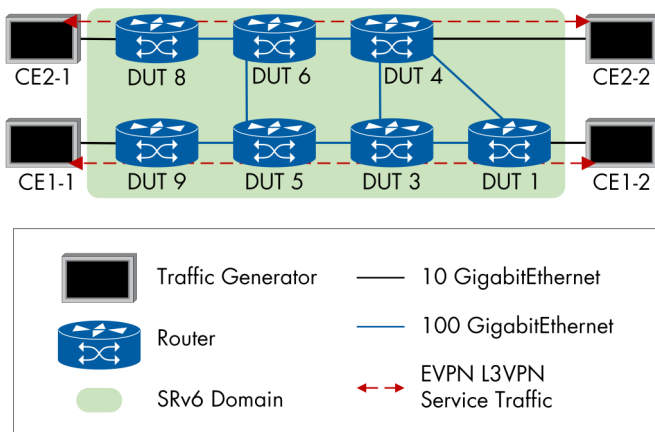 CE2-1
DUT 8
DUT 6
DUT 4
CE2-2
CE1-1
DUT 9
DUT 5
DUT 3
DUT 1
CE1-2
Traffic Generator
Router
SRv6 Domain
10 GigabitEthernet
100 GigabitEthernet
EVPN L3VPN
Service Traffic